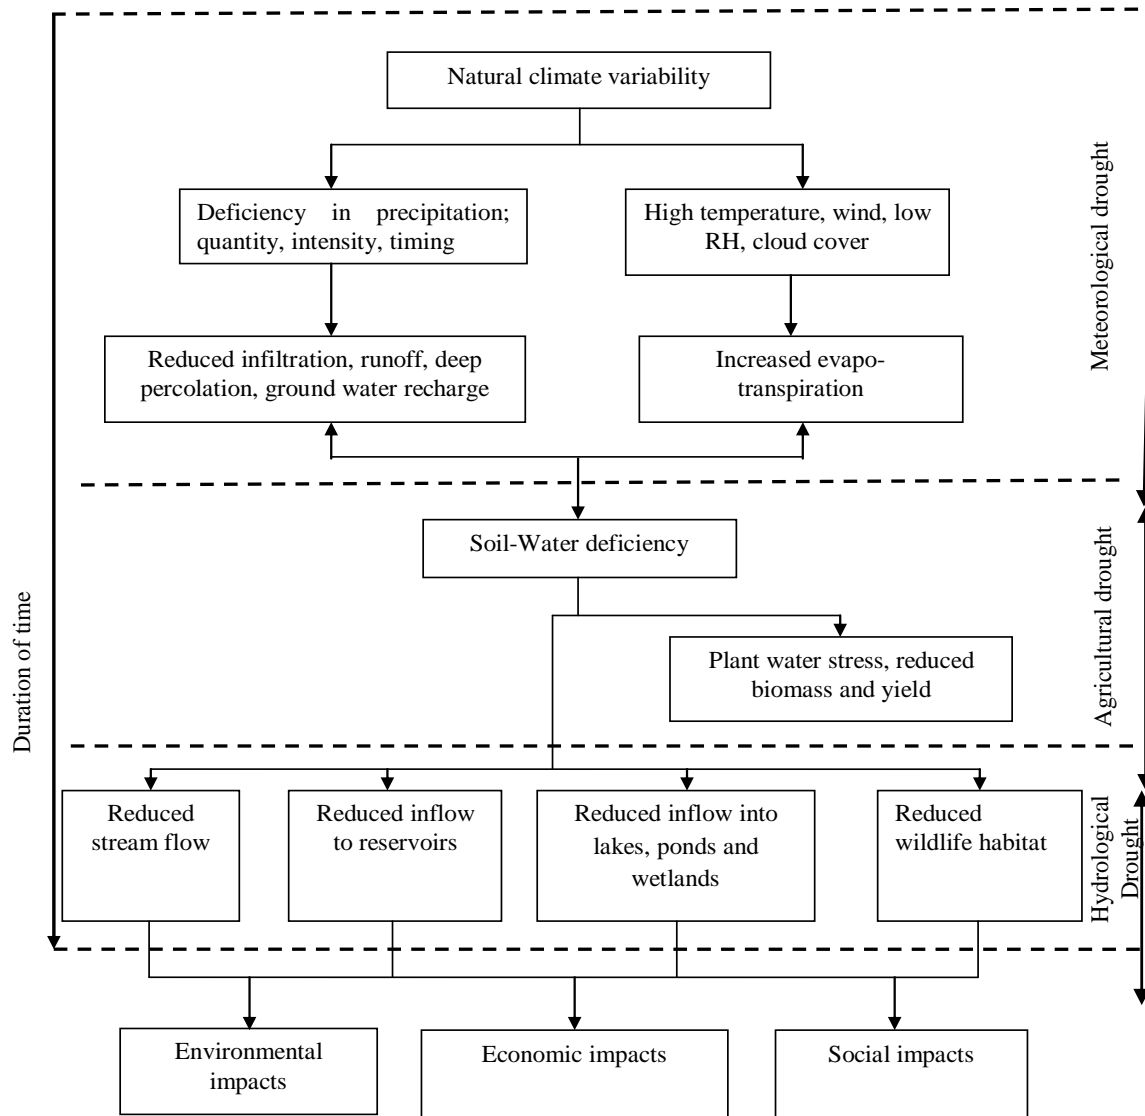 Natural climate variability
Deficiency in precipitation;
quantity, intensity, timing
High temperature, wind, low
RH, cloud cover
Reduced infiltration, runoff, deep
percolation, ground water recharge
Increased evapo-
transpiration
Meteorological drought
Soil-Water deficiency
Plant water stress, reduced
biomass and yield
Agricultural drought
Duration of time
Reduced
stream flow
Reduced inflow
to reservoirs
Reduced inflow into
lakes, ponds and
wetlands
Reduced
wildlife habitat
Hydrological
Drought
Environmental
impacts
Economic impacts
Social impacts